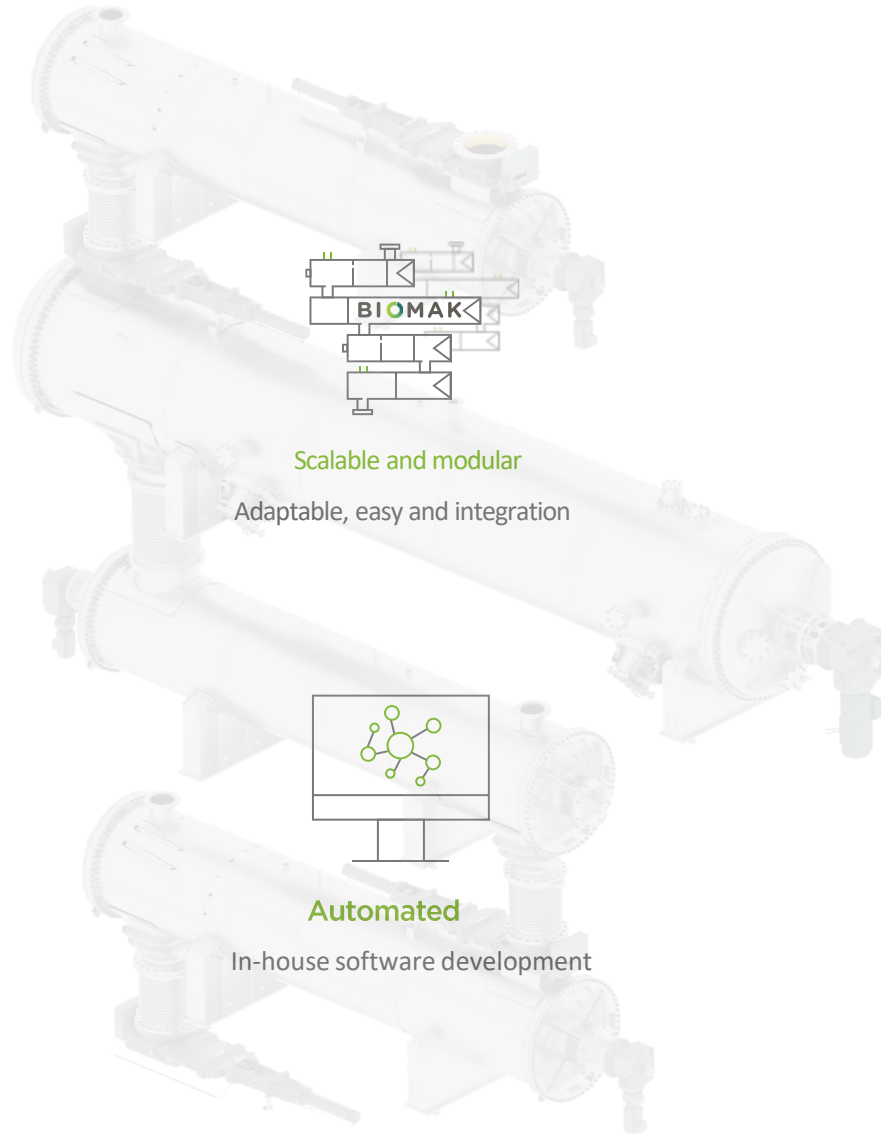 BIOMAK
Scalable and modular
Adaptable, easy and integration
Automated
In-house software development